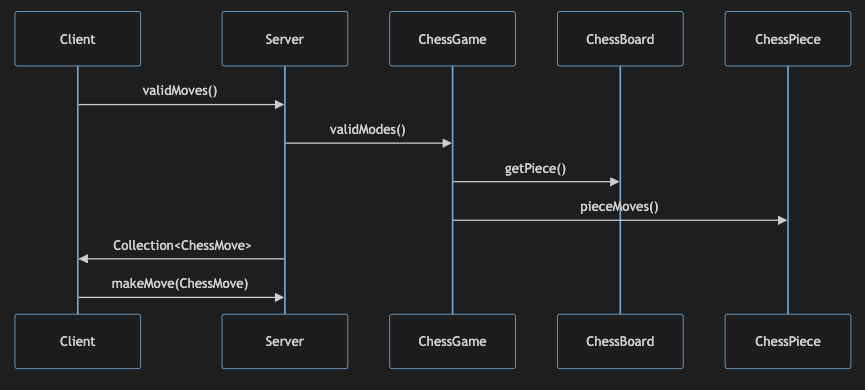 Client Server ChessGame ChessBoard ChessPiece
validMoves()
validModes()
getPiece()
pieceMoves()
Collection<ChessMove>
makeMove(ChessMove)
Client Server ChessGame ChessBoard ChessPiece